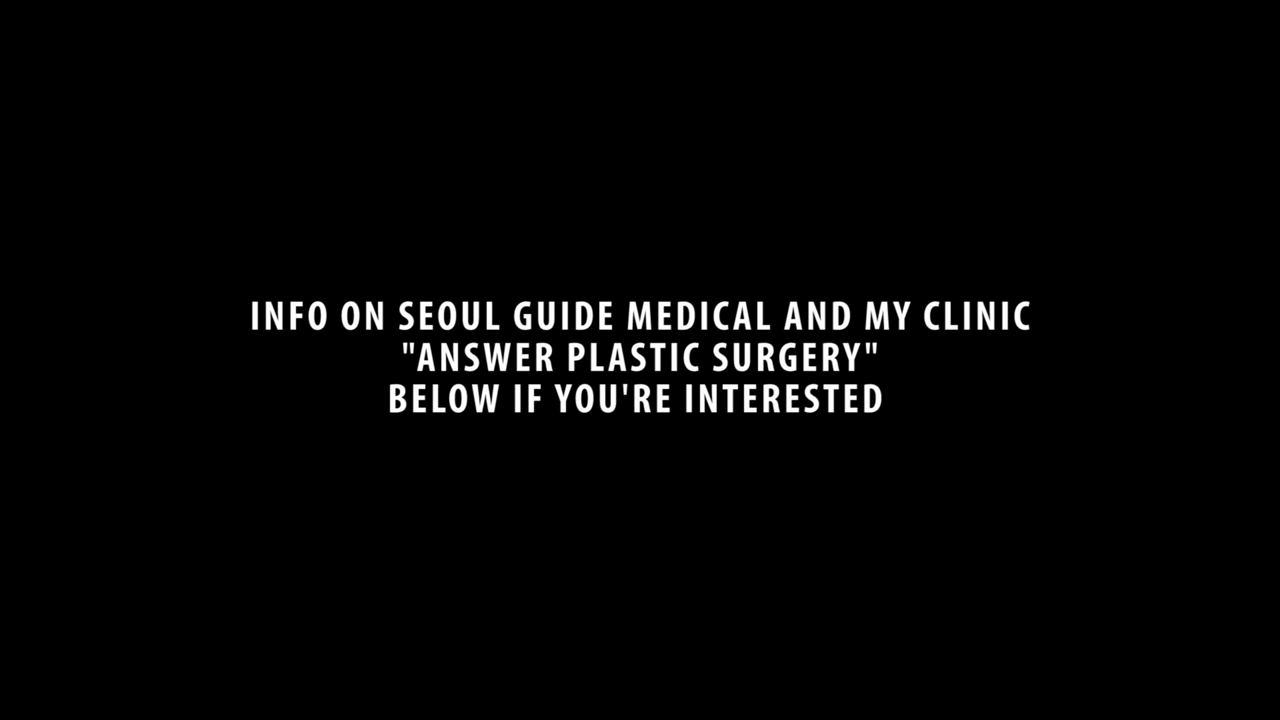 INFO ON SEOUL GUIDE MEDICAL AND MY CLINIC
"ANSWER PLASTIC SURGERY"
BELOW IF YOU'RE INTERESTED